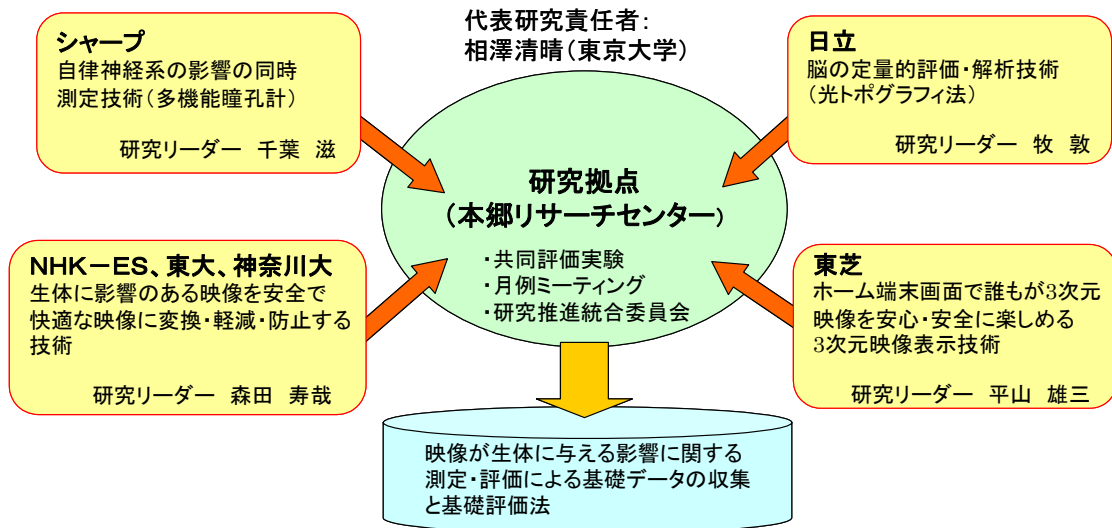 代表研究責任者：
相澤清晴（東京大学）
シャープ
自律神経系の影響の同時
測定技術（多機能瞳孔計）
研究リーダー　千葉　滋
日立
脳の定量的評価・解析技術
（光トポグラフィ法）
研究リーダー　牧　敦
研究拠点
（本郷リサーチセンター）
・共同評価実験
・月例ミーティング
・研究推進統合委員会
NHK－ES、東大、神奈川大
生体に影響のある映像を安全で
快適な映像に変換・軽減・防止する
技術
研究リーダー　森田　寿哉
東芝
ホーム端末画面で誰もが3次元
映像を安心・安全に楽しめる
3次元映像表示技術
研究リーダー　平山　雄三
映像が生体に与える影響に関する
測定・評価による基礎データの収集
と基礎評価法